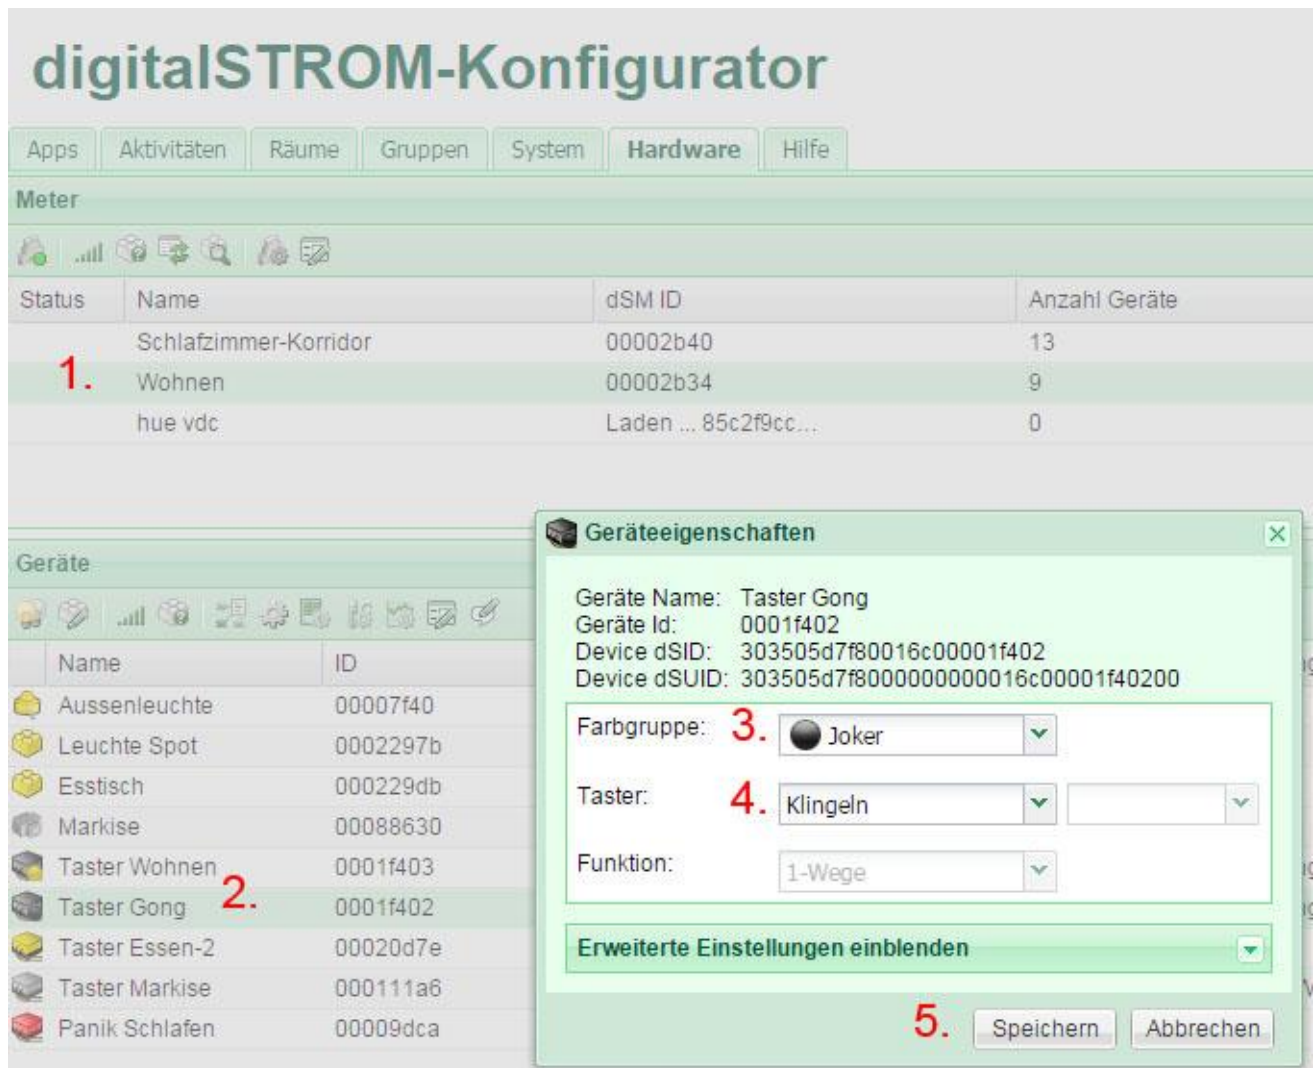 digitalSTROM-Konfigurator
Apps Aktivitäten Räume Gruppen System Hardware Hilfe
Meter
Status Name dSM ID Anzahl Geräte
Schlafzimmer-Korridor 00002b40 13
1. Wohnen 00002b34 9
hue vdc Laden ... 85c2f9cc... 0
Geräte
Name ID
Aussenleuchte 00007f40
Leuchte Spot 0002297b
Esstisch 000229db
Markise 00088630
Taster Wohnen 0001f403
Taster Gong 2. 0001f402
Taster Essen-2 00020d7e
Taster Markise 000111a6
Panik Schlafen 00009dca
Geräteeigenschaften
Geräte Name: Taster Gong
Geräte Id: 0001f402
Device dSID: 303505d7f80016c00001f402
Device dSUID: 303505d7f8000000000016c00001f40200
Farbgruppe: 3. Joker
Taster: 4. Klingeln
Funktion: 1-Wege
Erweiterte Einstellungen einblenden
5. Speichern Abbrechen